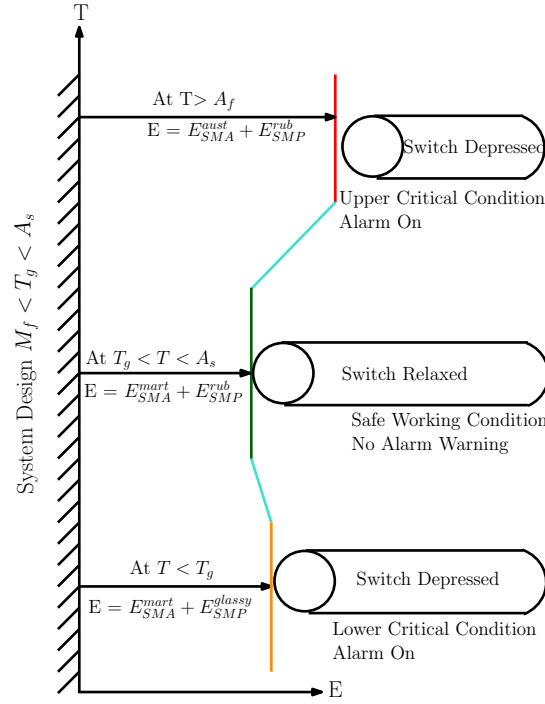 T
At T> $A_f$
E = $E_{SMA}^{aust} + E_{SMP}^{rub}$
Switch Depressed
Upper Critical Condition
Alarm On
System Design $M_f < T_g < A_s$
At $T_g < T < A_s$
E = $E_{SMA}^{mart} + E_{SMP}^{rub}$
Switch Relaxed
Safe Working Condition
No Alarm Warning
At $T < T_g$
E = $E_{SMA}^{mart} + E_{SMP}^{glassy}$
Switch Depressed
Lower Critical Condition
Alarm On
E